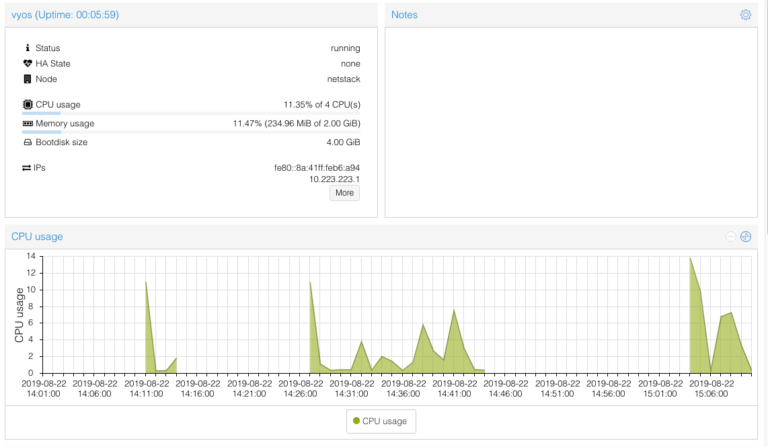 vyos (Uptime: 00:05:59)
Notes
Status running
HA State none
Node netstack
CPU usage 11.35% of 4 CPU(s)
Memory usage 11.47% (234.96 MiB of 2.00 GiB)
Bootdisk size 4.00 GiB
IPs fe80::8a:41ff:feb6:a94
10.223.223.1
More
CPU usage
14
12
10
8
6
4
2
0
CPU usage
2019-08-22 2019-08-22 2019-08-22 2019-08-22 2019-08-22 2019-08-22 2019-08-22 2019-08-22 2019-08-22 2019-08-22 2019-08-22 2019-08-22 2019-08-22 2019-08-22
14:01:00 14:06:00 14:11:00 14:16:00 14:21:00 14:26:00 14:31:00 14:36:00 14:41:00 14:46:00 14:51:00 14:56:00 15:01:00 15:06:00
CPU usage